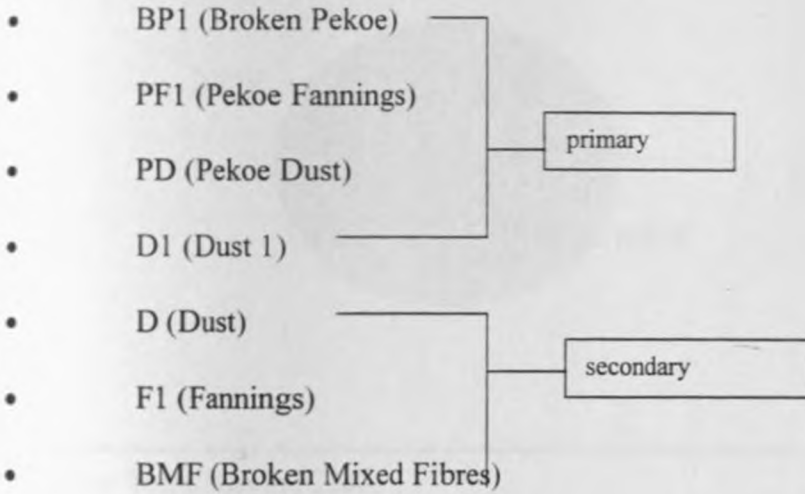 • BP1 (Broken Pekoe)
• PF1 (Pekoe Fannings)
primary
• PD (Pekoe Dust)
• D1 (Dust 1)
• D (Dust)
secondary
• F1 (Fannings)
• BMF (Broken Mixed Fibres)